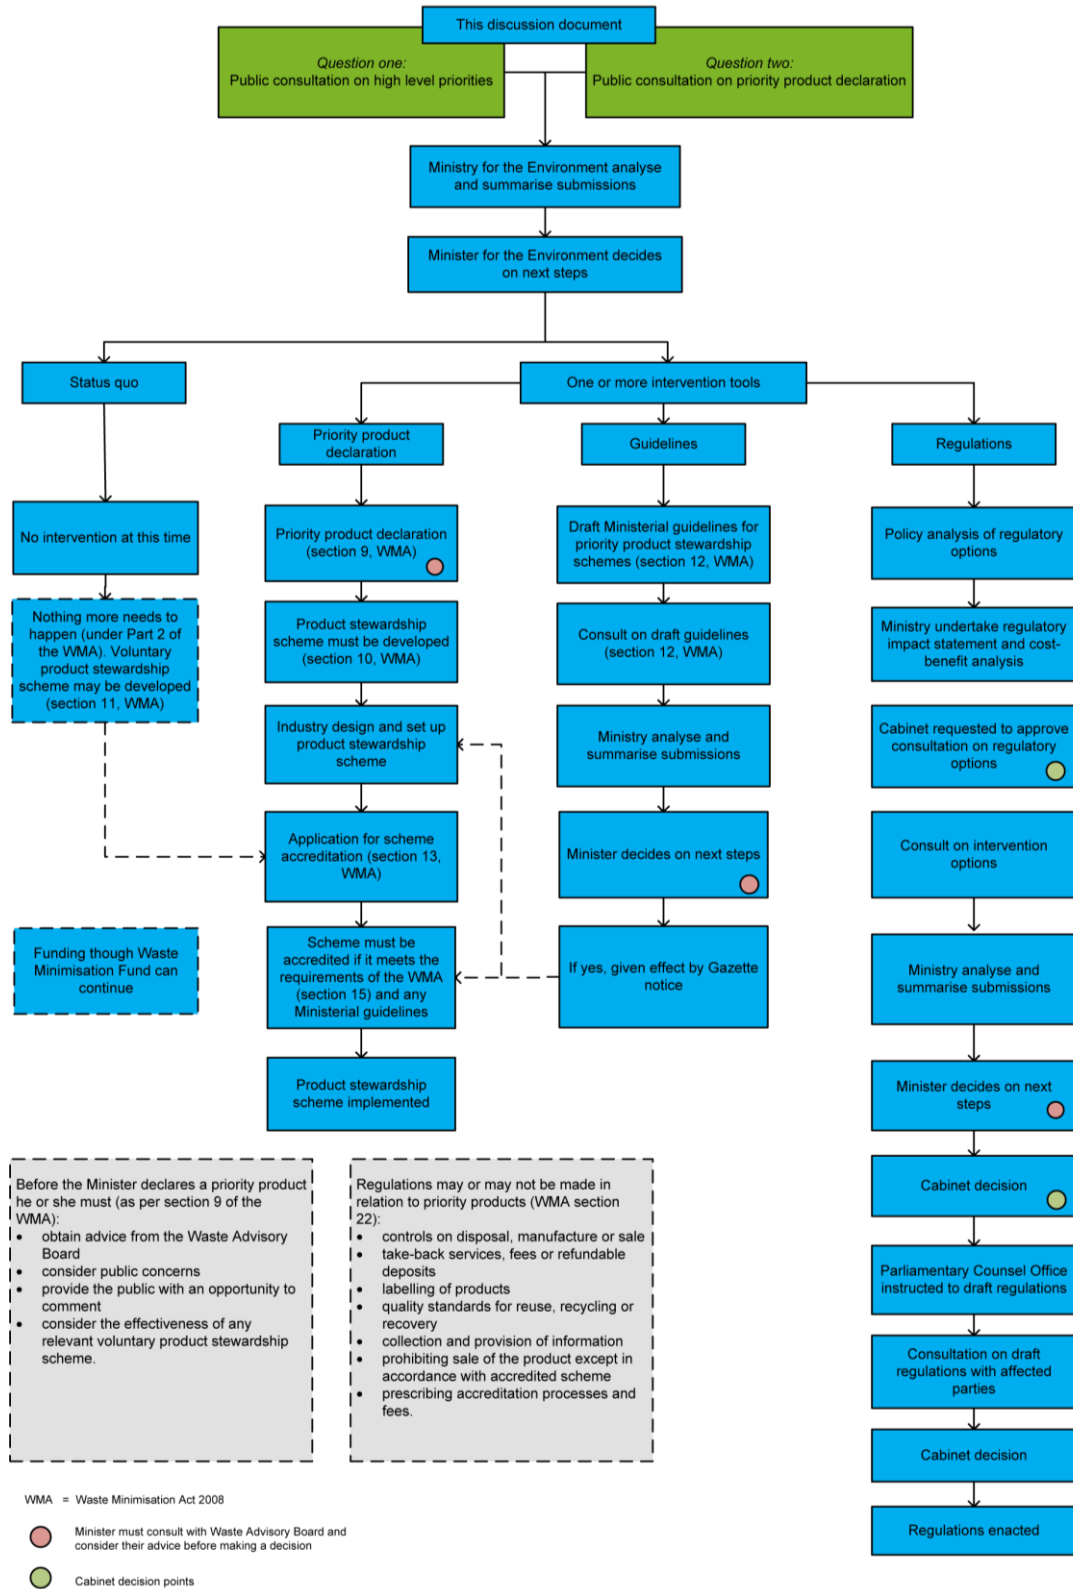 This discussion document
Question one:
Public consultation on high level priorities
Question two:
Public consultation on priority product declaration
Ministry for the Environment analyse
and summarise submissions
Minister for the Environment decides
on next steps
Status quo
One or more intervention tools
Priority product
declaration
Guidelines
Regulations
No intervention at this time
Priority product declaration
(section 9, WMA)
Draft Ministerial guidelines for
priority product stewardship
schemes (section 12, WMA)
Policy analysis of regulatory
options
Nothing more needs to
happen (under Part 2 of
the WMA). Voluntary
product stewardship
scheme may be developed
(section 11, WMA)
Product stewardship
scheme must be developed
(section 10, WMA)
Consult on draft guidelines
(section 12, WMA)
Ministry undertake regulatory
impact statement and cost-
benefit analysis
Industry design and set up
product stewardship
scheme
Ministry analyse and
summarise submissions
Cabinet requested to approve
consultation on regulatory
options
Application for scheme
accreditation (section 13,
WMA)
Minister decides on next steps
Consult on intervention
options
Funding though Waste
Minimisation Fund can
continue
Scheme must be
accredited if it meets the
requirements of the WMA
(section 15) and any
Ministerial guidelines
If yes, given effect by Gazette
notice
Ministry analyse and
summarise submissions
Product stewardship
scheme implemented
Minister decides on next
steps
Cabinet decision
Parliamentary Counsel Office
instructed to draft regulations
Consultation on draft
regulations with affected
parties
Cabinet decision
Regulations enacted
Before the Minister declares a priority product
he or she must (as per section 9 of the
WMA):
• obtain advice from the Waste Advisory
Board
• consider public concerns
• provide the public with an opportunity to
comment
• consider the effectiveness of any
relevant voluntary product stewardship
scheme.
Regulations may or may not be made in
relation to priority products (WMA section
22):
• controls on disposal, manufacture or sale
• take-back services, fees or refundable
deposits
• labelling of products
• quality standards for reuse, recycling or
recovery
• collection and provision of information
• prohibiting sale of the product except in
accordance with accredited scheme
• prescribing accreditation processes and
fees.
WMA = Waste Minimisation Act 2008
Minister must consult with Waste Advisory Board and
consider their advice before making a decision
Cabinet decision points